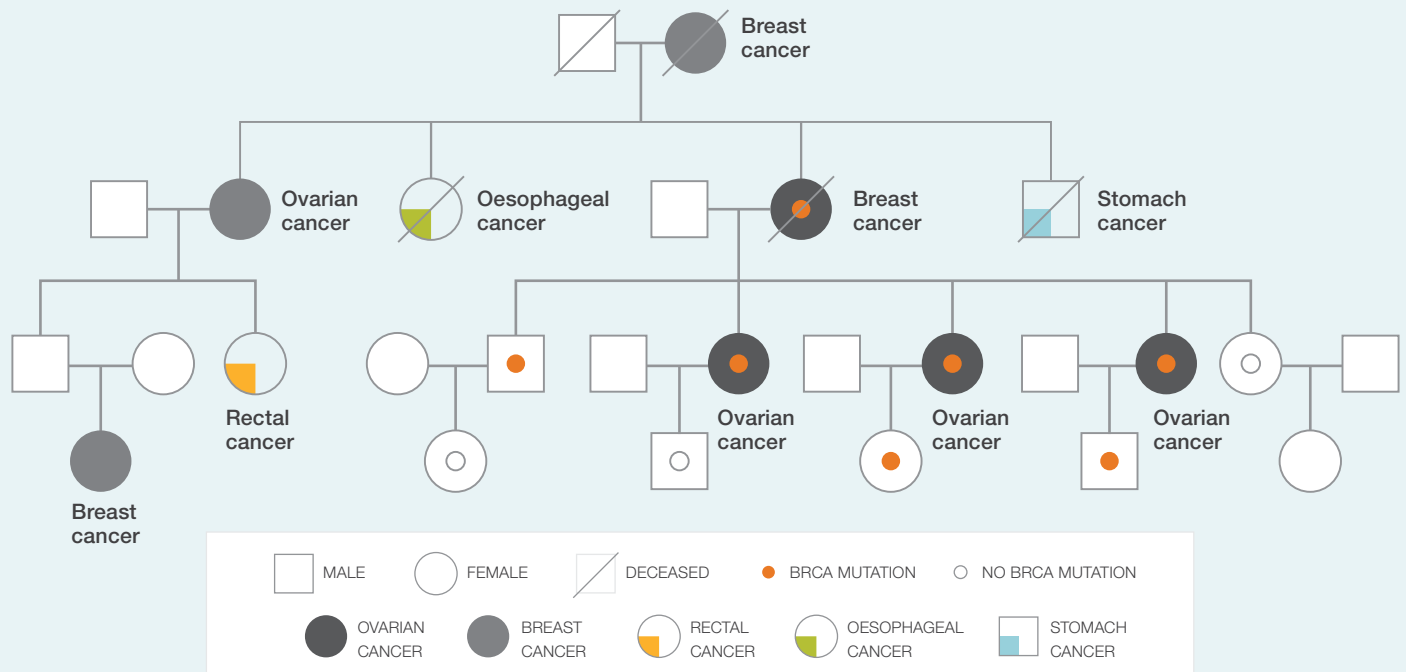 Breast
cancer
Ovarian
cancer
Oesophageal
cancer
Breast
cancer
Stomach
cancer
Rectal
cancer
Ovarian
cancer
Ovarian
cancer
Ovarian
cancer
Breast
cancer
MALE
FEMALE
DECEASED
BRCA MUTATION
NO BRCA MUTATION
OVARIAN
CANCER
BREAST
CANCER
RECTAL
CANCER
OESOPHAGEAL
CANCER
STOMACH
CANCER